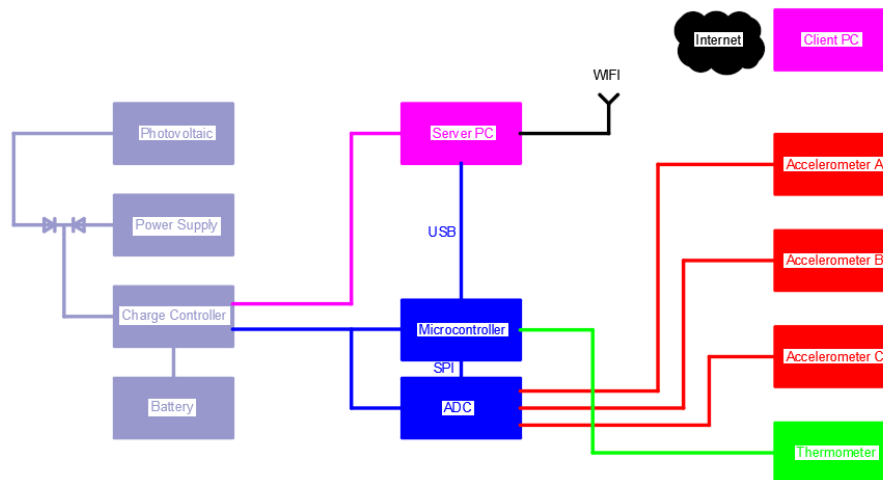 Internet
Client PC
WIFI
Photovoltaic
Server PC
Accelerometer A
Power Supply
USB
Accelerometer B
Charge Controller
Microcontroller
Accelerometer C
SPI
Battery
ADC
Thermometer